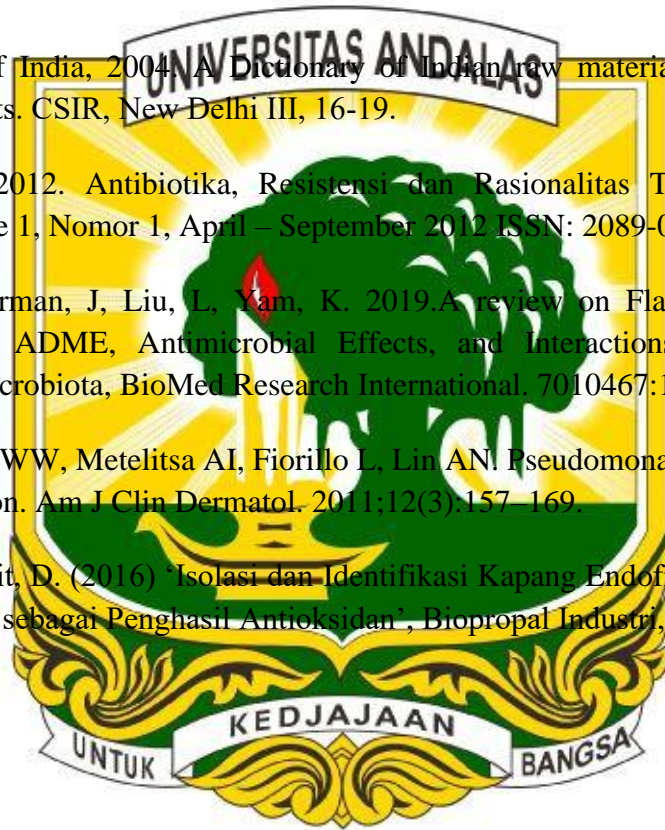 UNIVERSITAS ANDALAS
of India, 2004. A Dictionary of Indian raw materia
ts. CSIR, New Delhi III, 16-19.
2012. Antibiotika, Resistensi dan Rasionalitas T
e 1, Nomor 1, April – September 2012 ISSN: 2089-0
rman, J, Liu, L, Yam, K. 2019.A review on Fla
ADME, Antimicrobial Effects, and Interactions
crobiota, BioMed Research International. 7010467:1
WW, Metelitsa AI, Fiorillo L, Lin AN. Pseudomona
on. Am J Clin Dermatol. 2011;12(3):157–169.
it, D. (2016) ‘Isolasi dan Identifikasi Kapang Endof
sebagai Penghasil Antioksidan’, Biopropal Industri,
KEDJAJAAN
UNTUK BANGSA